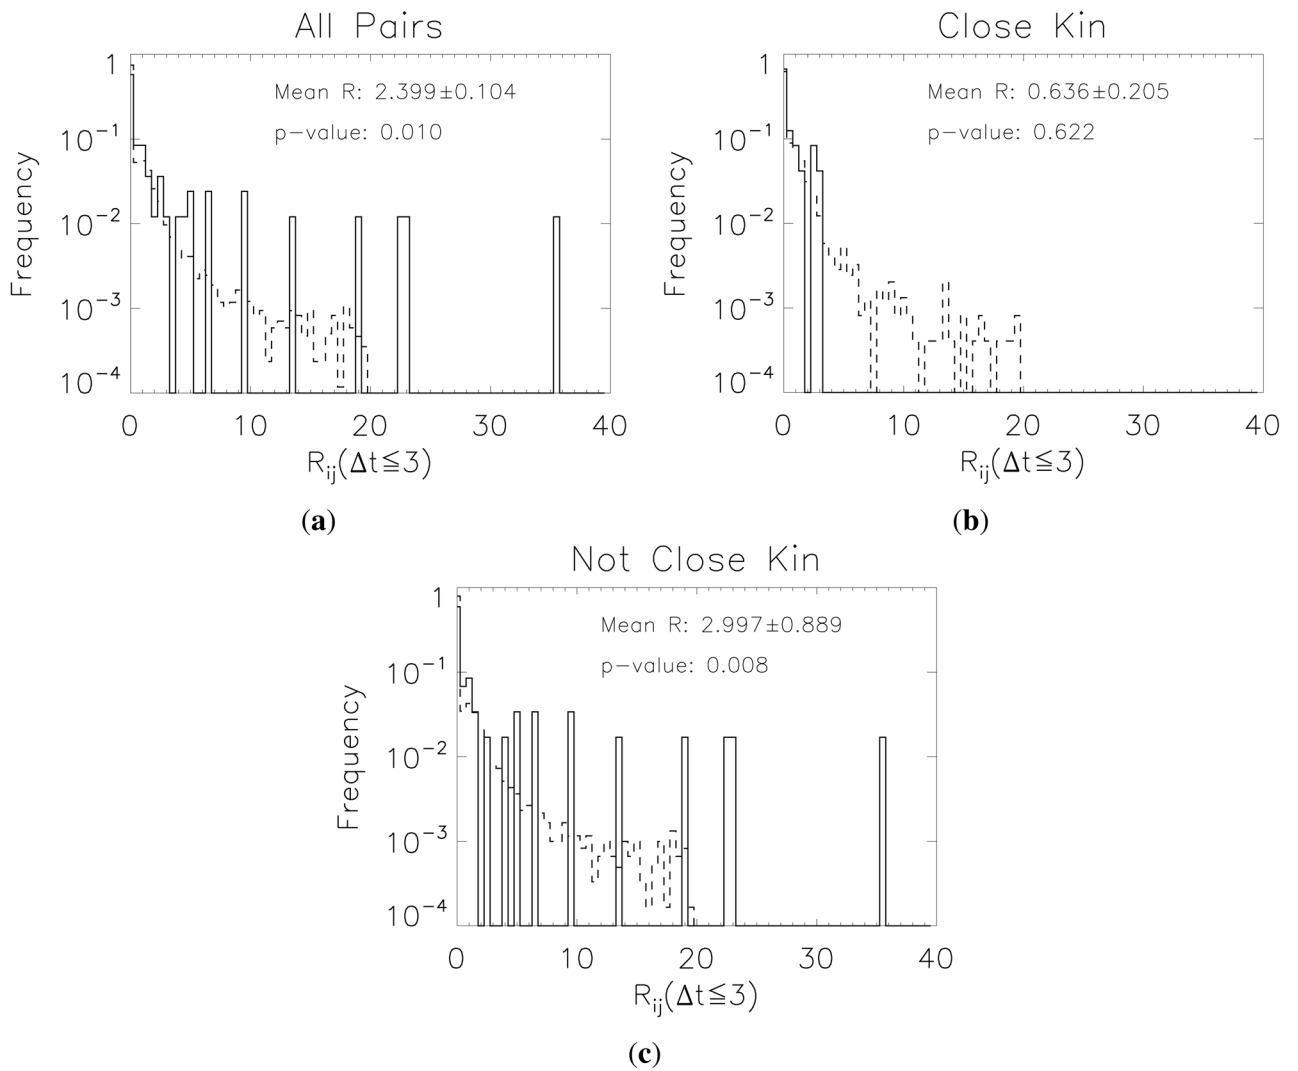 All Pairs
Mean R: 2.399±0.104
p-value: 0.010
Frequency
1
10⁻¹
10⁻²
10⁻³
10⁻⁴
0 10 20 30 40
Rij(Δt≦3)
(a)
Close Kin
Mean R: 0.636±0.205
p-value: 0.622
Frequency
1
10⁻¹
10⁻²
10⁻³
10⁻⁴
0 10 20 30 40
Rij(Δt≦3)
(b)
Not Close Kin
Mean R: 2.997±0.889
p-value: 0.008
Frequency
1
10⁻¹
10⁻²
10⁻³
10⁻⁴
0 10 20 30 40
Rij(Δt≦3)
(c)